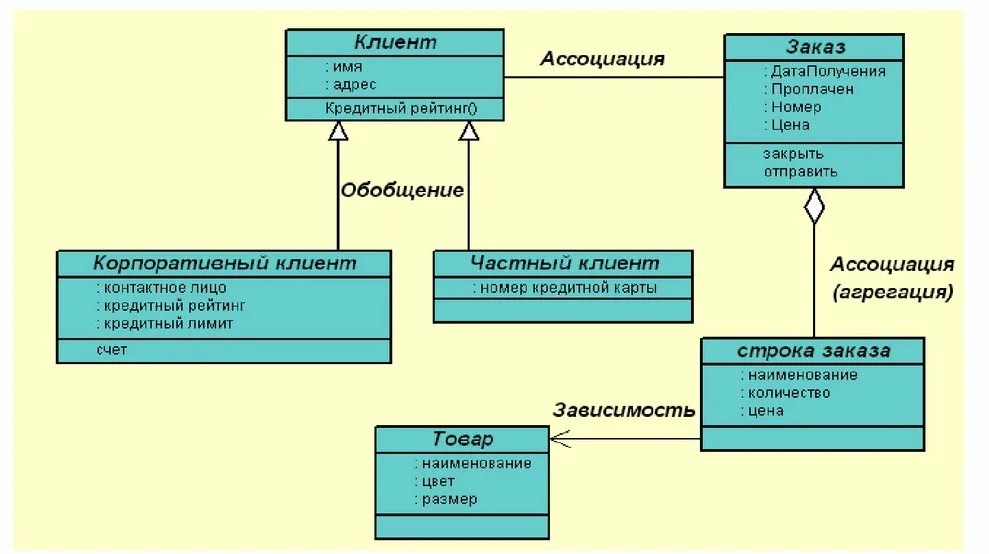 Клиент
: имя
: адрес
Кредитный рейтинг()
Ассоциация
Заказ
: ДатаПолучения
: Проплачен
: Номер
: Цена
закрыть
отправить
Обобщение
Корпоративный клиент
: контактное лицо
: кредитный рейтинг
: кредитный лимит
счет
Частный клиент
: номер кредитной карты
Ассоциация
(агрегация)
строка заказа
: наименование
: количество
: цена
Зависимость
Товар
: наименование
: цвет
: размер